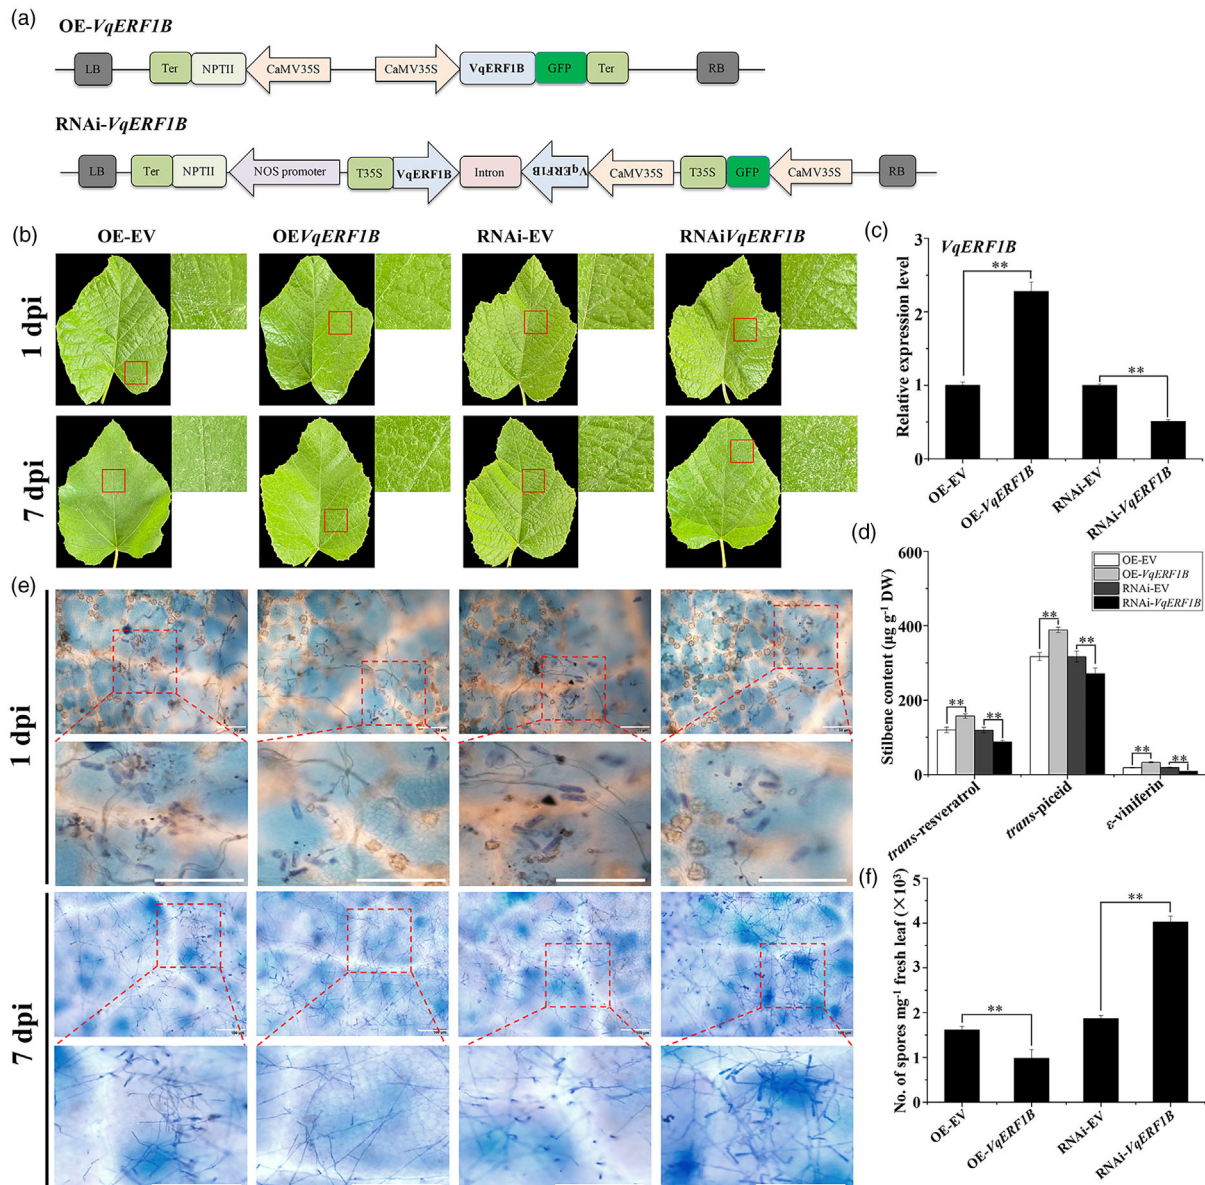 (a)
OE-VqERF1B
LB Ter NPTII CaMV35S CaMV35S VqERF1B GFP Ter RB
RNAi-VqERF1B
LB Ter NPTII NOS promoter T35S VqERF1B Intron VqERF1B CaMV35S T35S GFP CaMV35S RB
(b)
OE-EV OEVqERF1B RNAi-EV RNAiVqERF1B
1 dpi
7 dpi
(c)
VqERF1B
Relative expression level
3
2
1
0
** **
OE-EV OE-VqERF1B RNAi-EV RNAi-VqERF1B
(d)
Stilbene content (µg g-1 DW)
600
400
200
0
OE-EV
OE-VqERF1B
RNAi-EV
RNAi-VqERF1B
** ** ** ** ** **
trans-resveratrol trans-piceid ε-viniferin
(e)
1 dpi
7 dpi
(f)
No. of spores mg-1 fresh leaf (×10³)
5
4
3
2
1
0
** **
OE-EV OE-VqERF1B RNAi-EV RNAi-VqERF1B